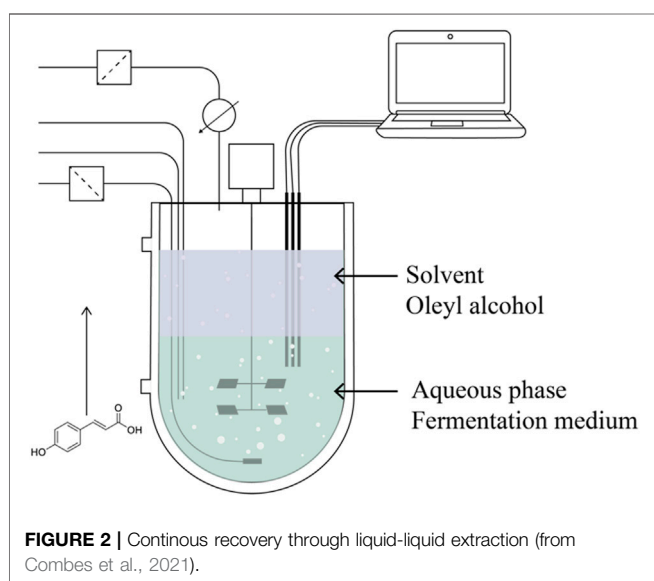 Solvent
Oleyl alcohol
Aqueous phase
Fermentation medium
O
OH
HO
FIGURE 2 | Continous recovery through liquid-liquid extraction (from
Combes et al., 2021).